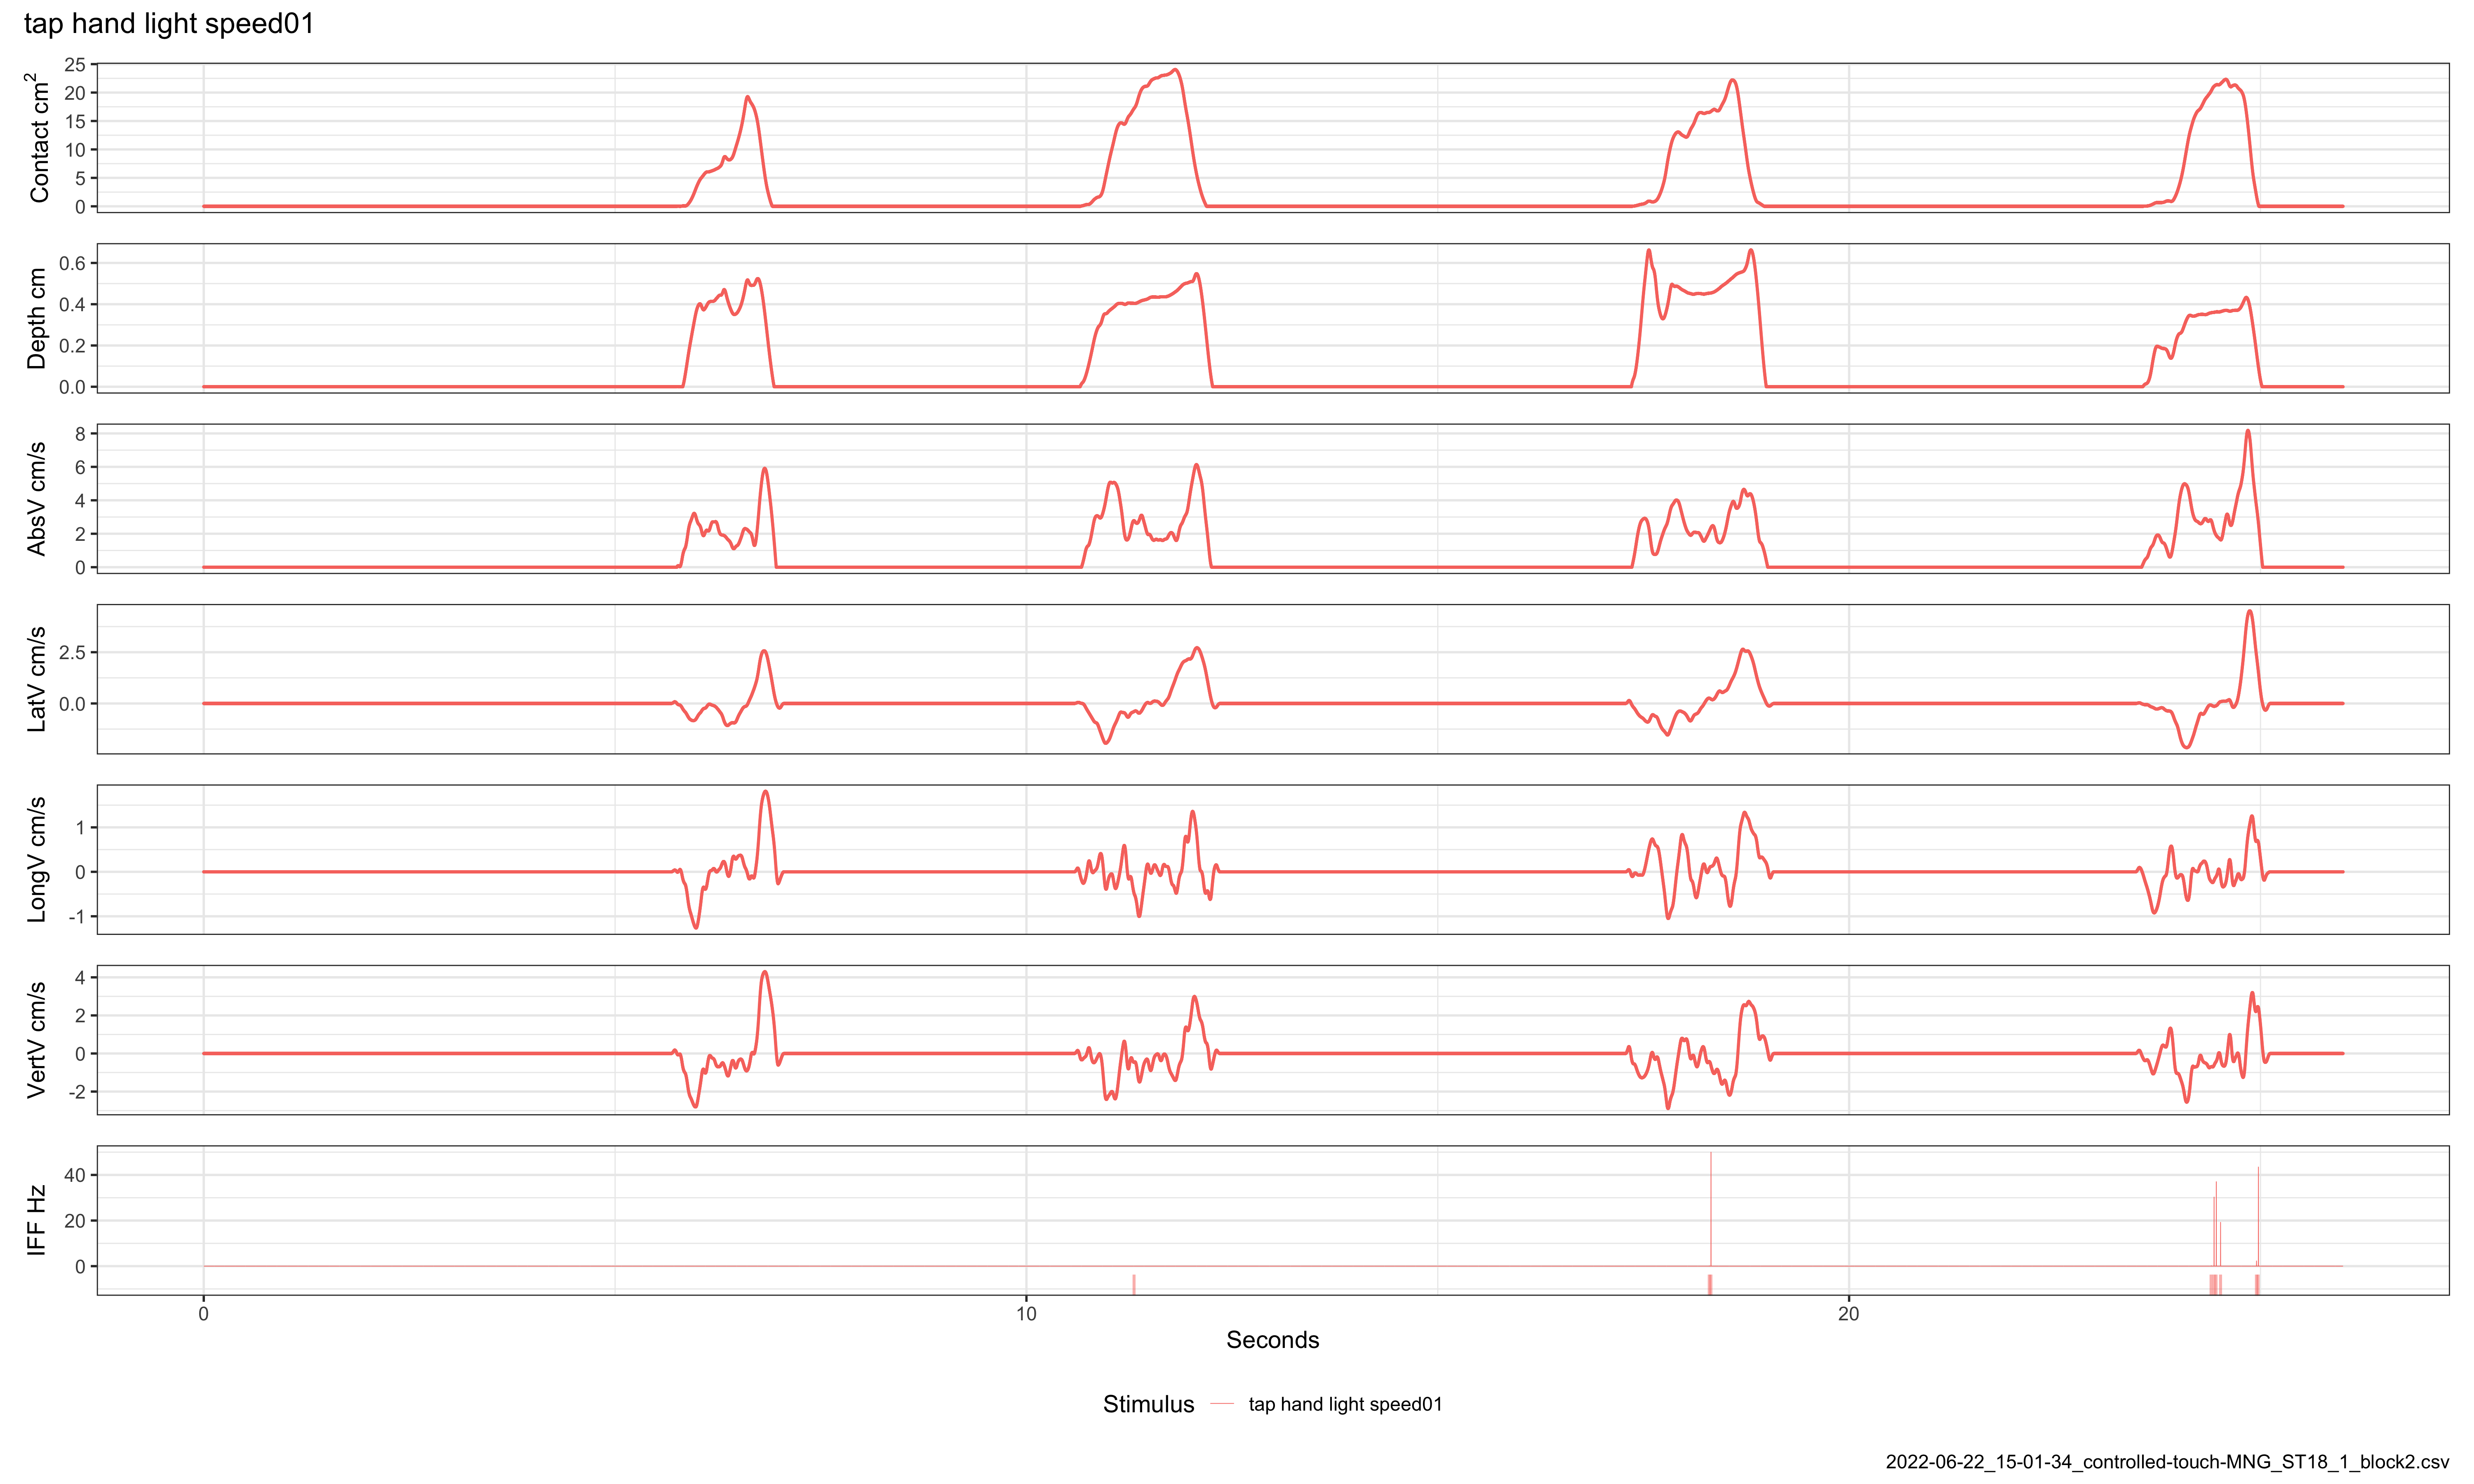 tap hand light speed01
Contact cm²
25
20
15
10
5
0
Depth cm
0.6
0.4
0.2
0.0
AbsV cm/s
8
6
4
2
0
LatV cm/s
2.5
0.0
LongV cm/s
1
0
-1
VertV cm/s
4
2
0
-2
IFF Hz
40
20
0
0 10 20
Seconds
Stimulus tap hand light speed01
2022-06-22_15-01-34_controlled-touch-MNG_ST18_1_block2.csv